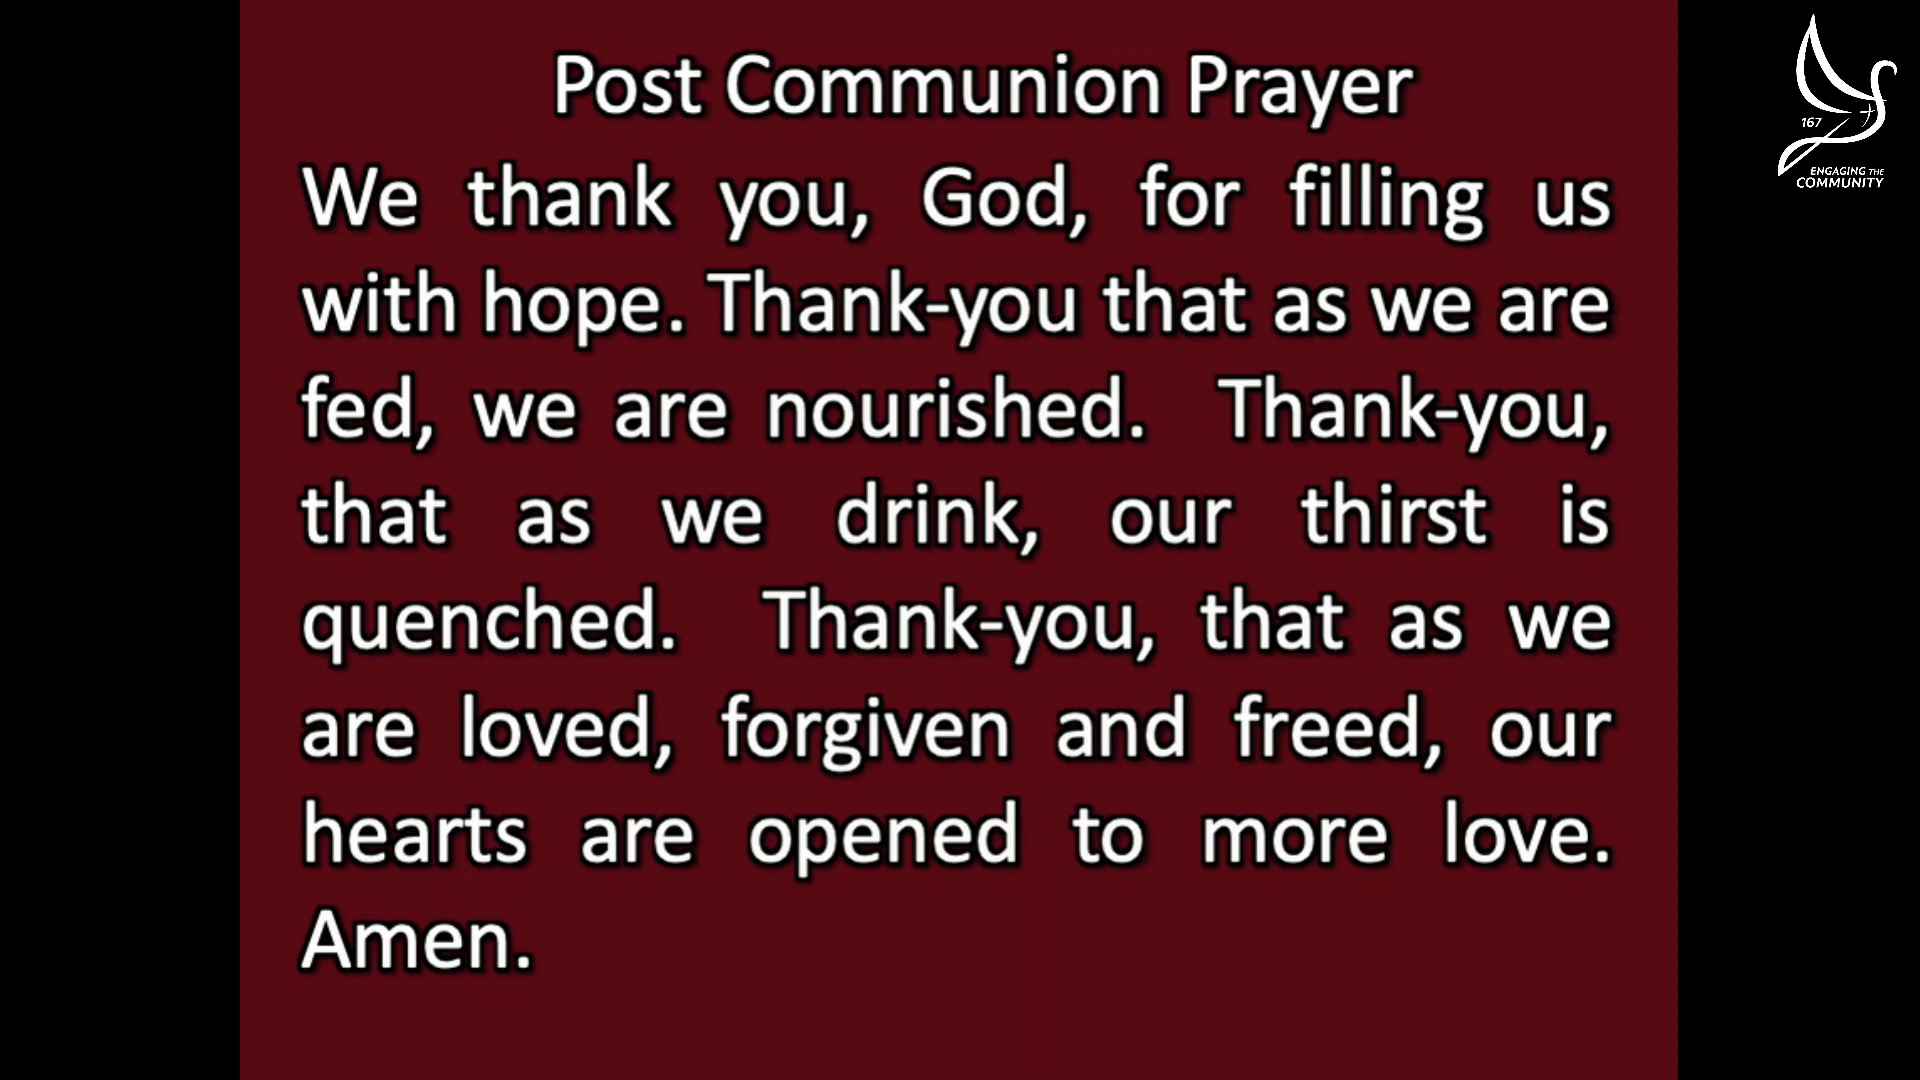 Post Communion Prayer
We thank you, God, for filling us
with hope. Thank-you that as we are
fed, we are nourished. Thank-you,
that as we drink, our thirst is
quenched. Thank-you, that as we
are loved, forgiven and freed, our
hearts are opened to more love.
Amen.
167
ENGAGING THE
COMMUNITY